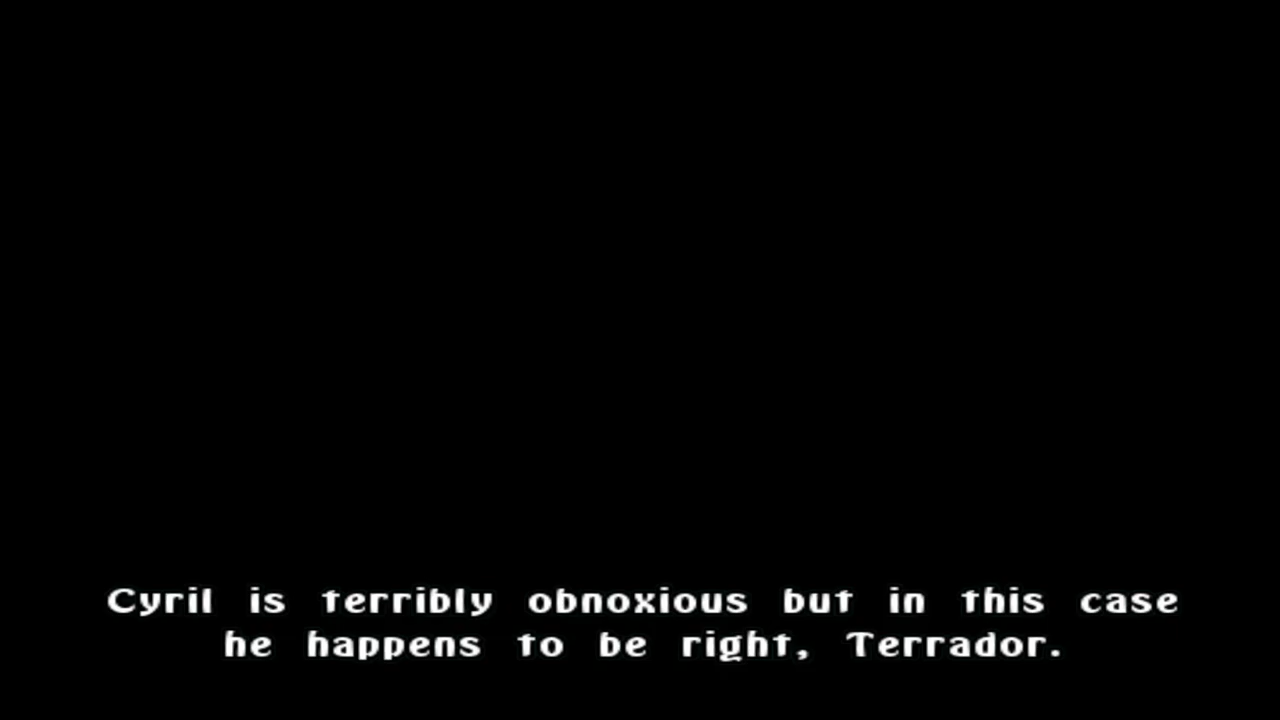 Cyril is terribly obnoxious but in this case
he happens to be right, Terrador.